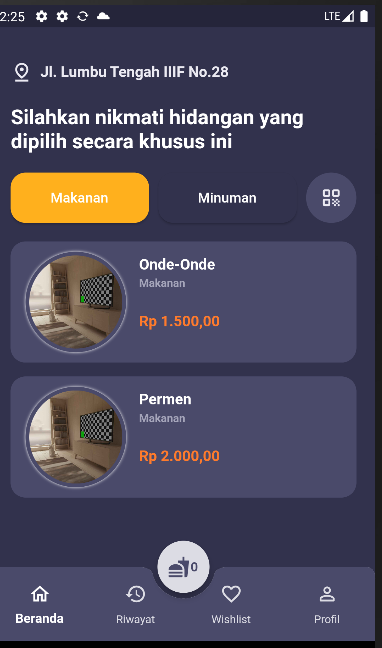 2:25
LTE
Jl. Lumbu Tengah IIIF No.28
Silahkan nikmati hidangan yang
dipilih secara khusus ini
Makanan
Minuman
Onde-Onde
Makanan
Rp 1.500,00
Permen
Makanan
Rp 2.000,00
0
Beranda
Riwayat
Wishlist
Profil